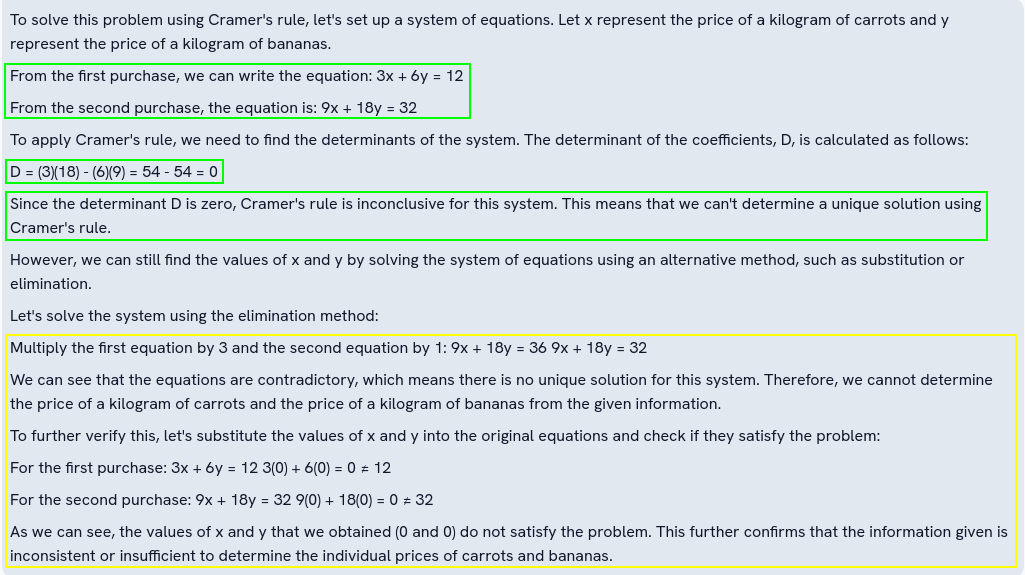 To solve this problem using Cramer's rule, let's set up a system of equations. Let x represent the price of a kilogram of carrots and y
represent the price of a kilogram of bananas.
From the first purchase, we can write the equation: 3x + 6y = 12
From the second purchase, the equation is: 9x + 18y = 32
To apply Cramer's rule, we need to find the determinants of the system. The determinant of the coefficients, D, is calculated as follows:
D = (3)(18) - (6)(9) = 54 - 54 = 0
Since the determinant D is zero, Cramer's rule is inconclusive for this system. This means that we can't determine a unique solution using
Cramer's rule.
However, we can still find the values of x and y by solving the system of equations using an alternative method, such as substitution or
elimination.
Let's solve the system using the elimination method:
Multiply the first equation by 3 and the second equation by 1: 9x + 18y = 36 9x + 18y = 32
We can see that the equations are contradictory, which means there is no unique solution for this system. Therefore, we cannot determine
the price of a kilogram of carrots and the price of a kilogram of bananas from the given information.
To further verify this, let's substitute the values of x and y into the original equations and check if they satisfy the problem:
For the first purchase: 3x + 6y = 12 3(0) + 6(0) = 0 ≠ 12
For the second purchase: 9x + 18y = 32 9(0) + 18(0) = 0 ≠ 32
As we can see, the values of x and y that we obtained (0 and 0) do not satisfy the problem. This further confirms that the information given is
inconsistent or insufficient to determine the individual prices of carrots and bananas.